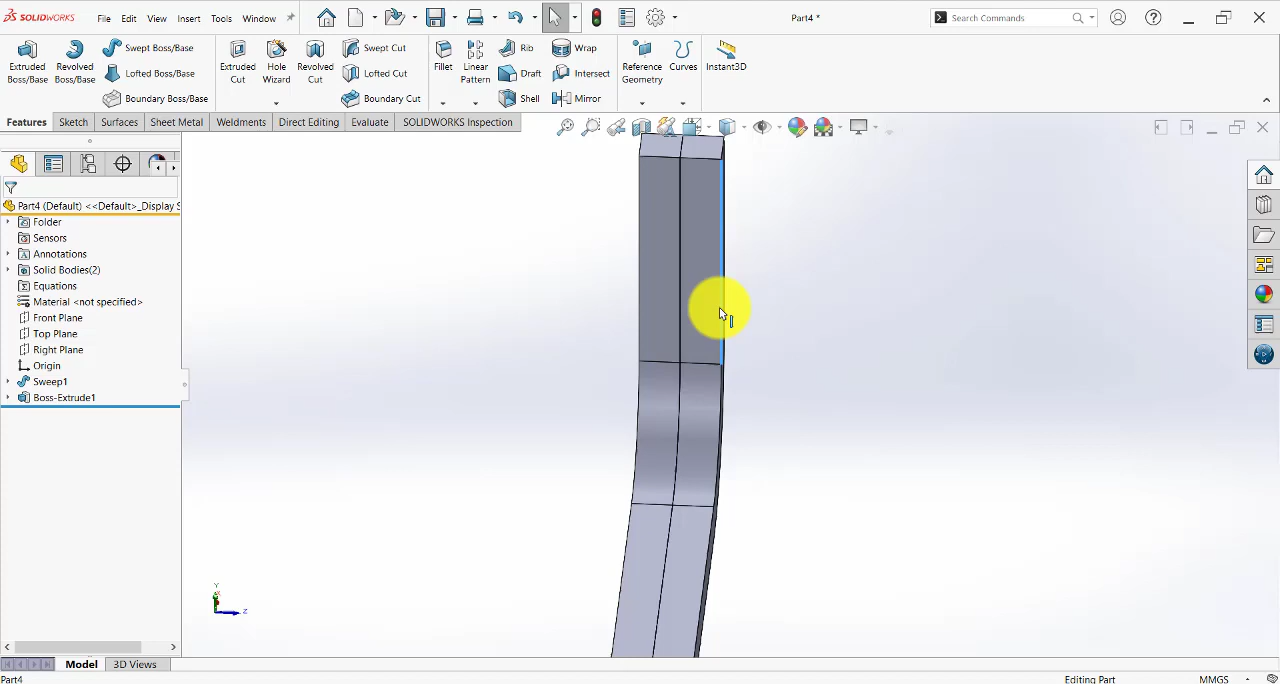 SOLIDWORKS
File Edit View Insert Tools Window
Part4 *
Search Commands
Extruded Boss/Base
Revolved Boss/Base
Swept Boss/Base
Lofted Boss/Base
Boundary Boss/Base
Extruded Cut
Hole Wizard
Revolved Cut
Swept Cut
Lofted Cut
Boundary Cut
Fillet
Linear Pattern
Rib
Draft
Shell
Wrap
Intersect
Mirror
Reference Geometry
Curves
Instant3D
Features Sketch Surfaces Sheet Metal Weldments Direct Editing Evaluate SOLIDWORKS Inspection
Part4 (Default) <<Default>_Display S
Folder
Sensors
Annotations
Solid Bodies(2)
Equations
Material <not specified>
Front Plane
Top Plane
Right Plane
Origin
Sweep1
Boss-Extrude1
Y
Z
Model 3D Views
Part4 Editing Part MMGS